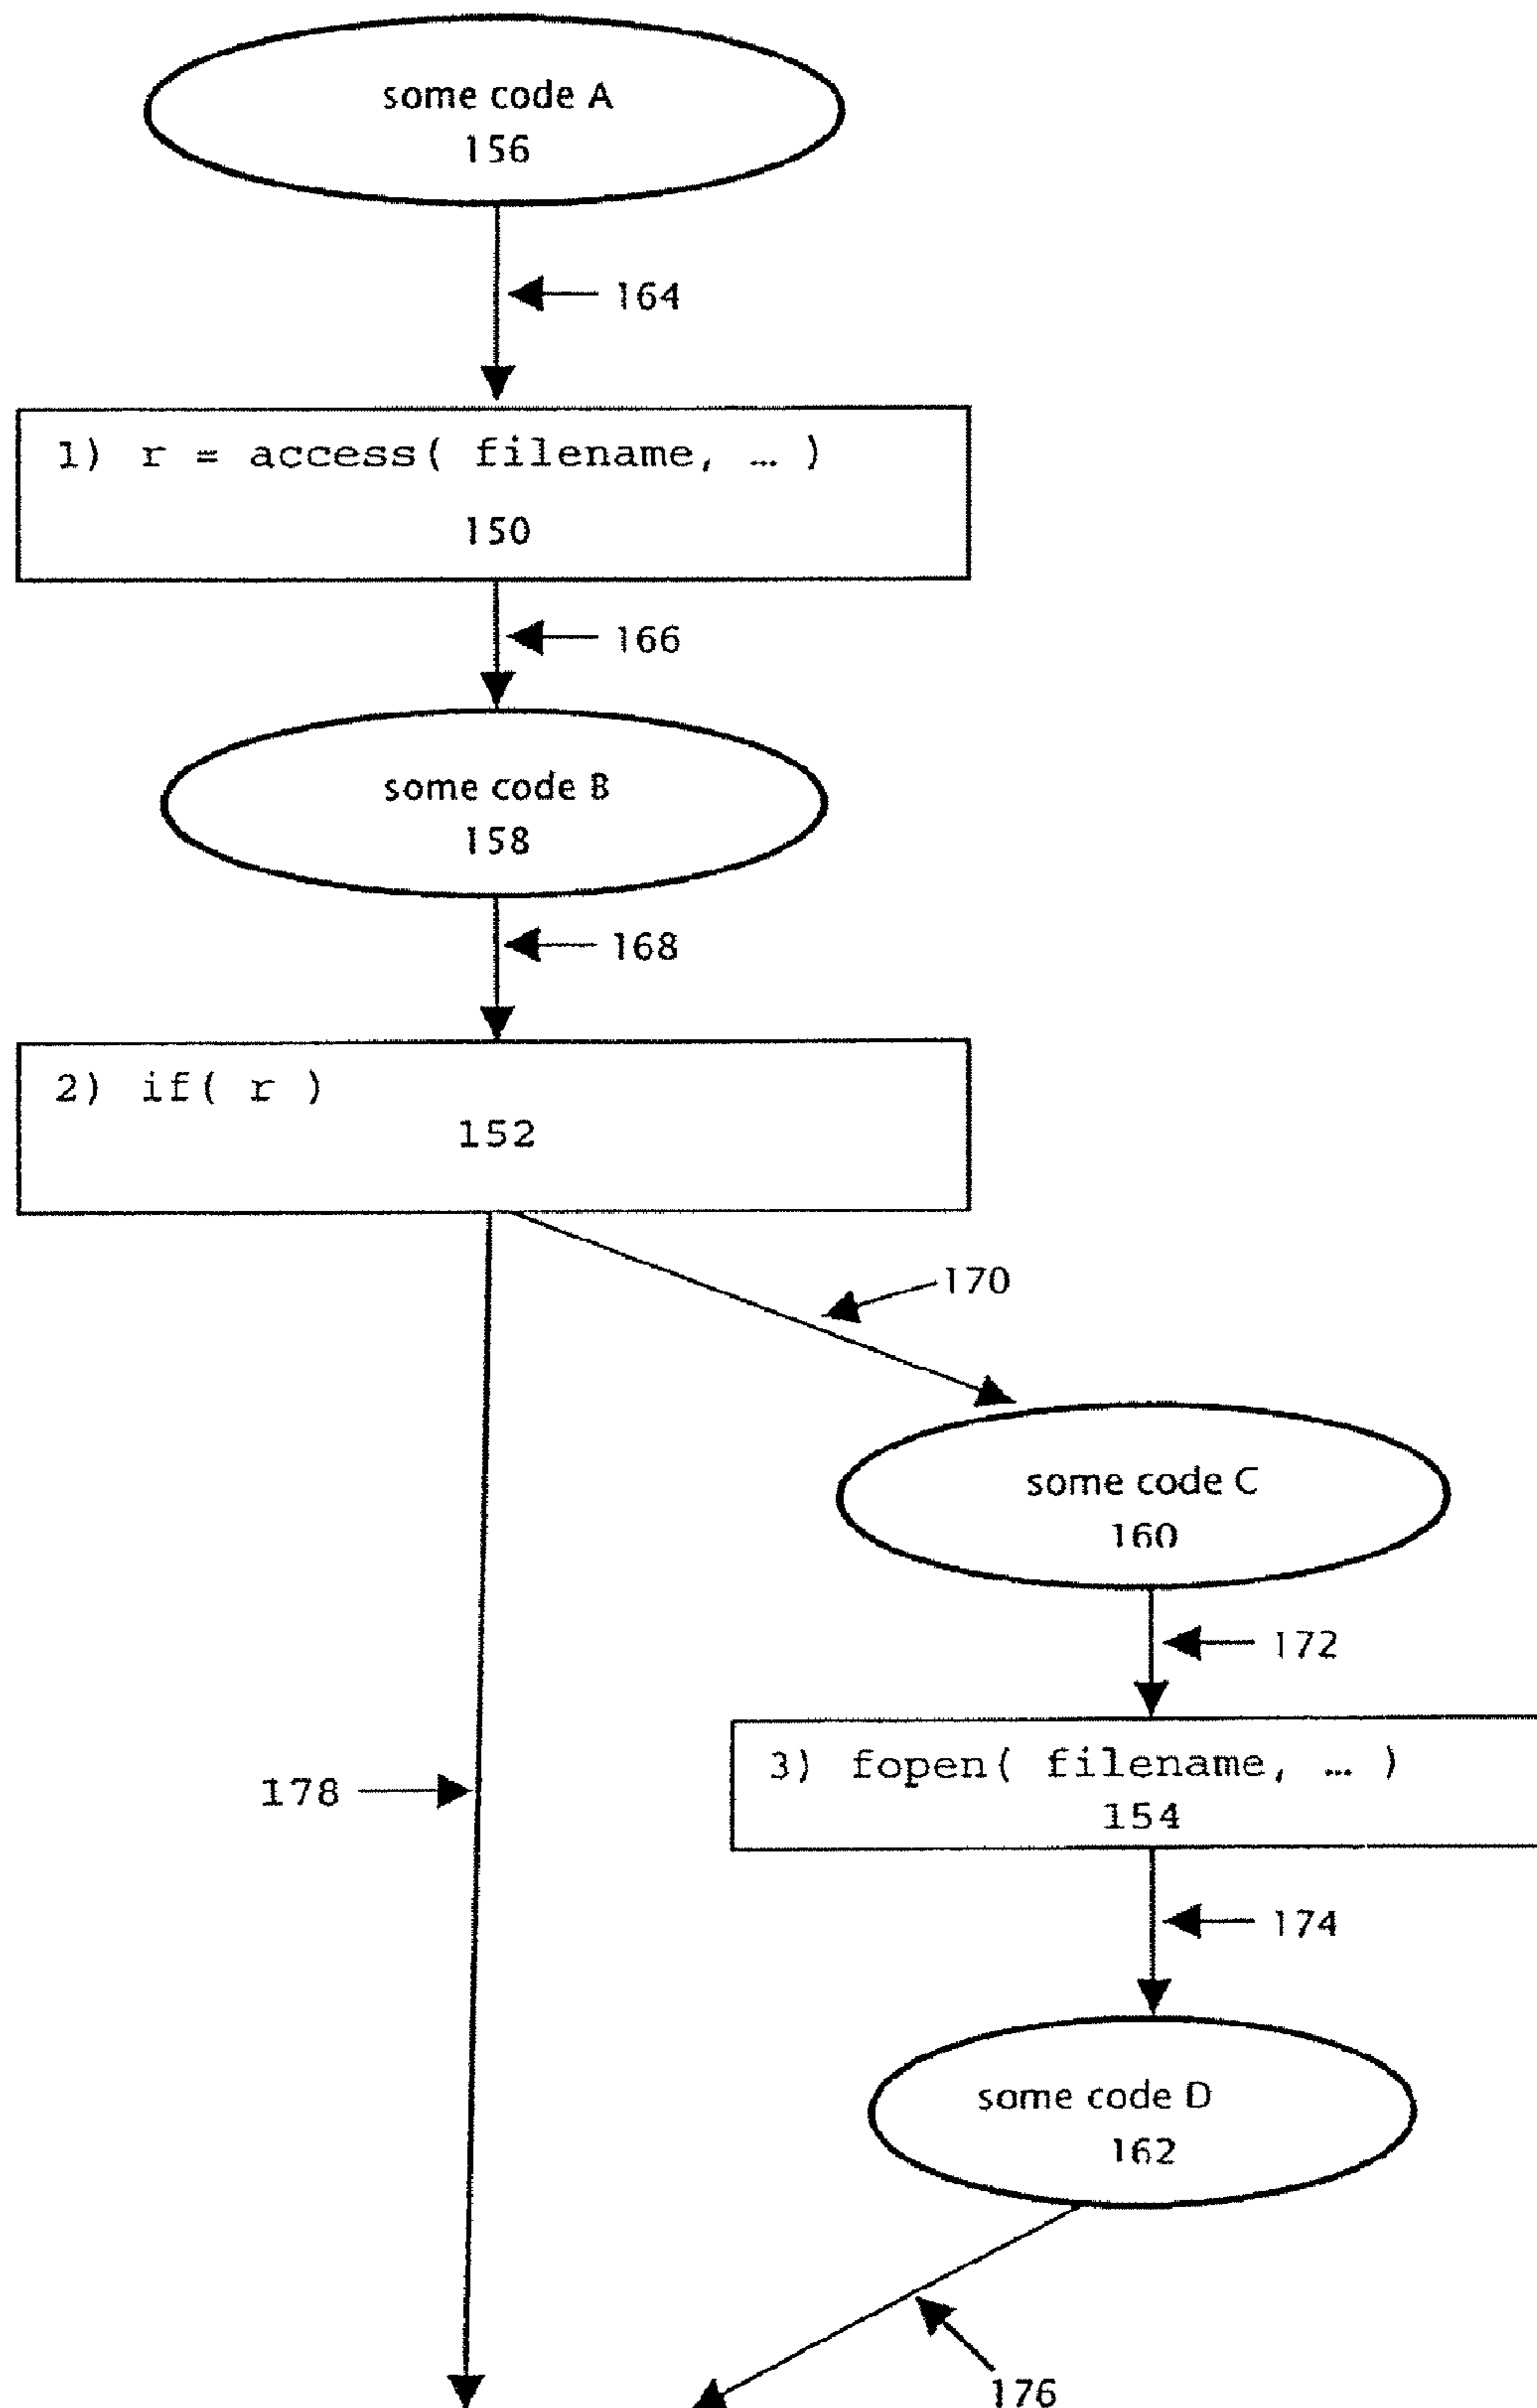 some code A
156
164
1) r = access( filename, … )
150
166
some code B
158
168
2) if( r )
152
170
some code C
160
172
3) fopen( filename, … )
154
178
174
some code D
162
176